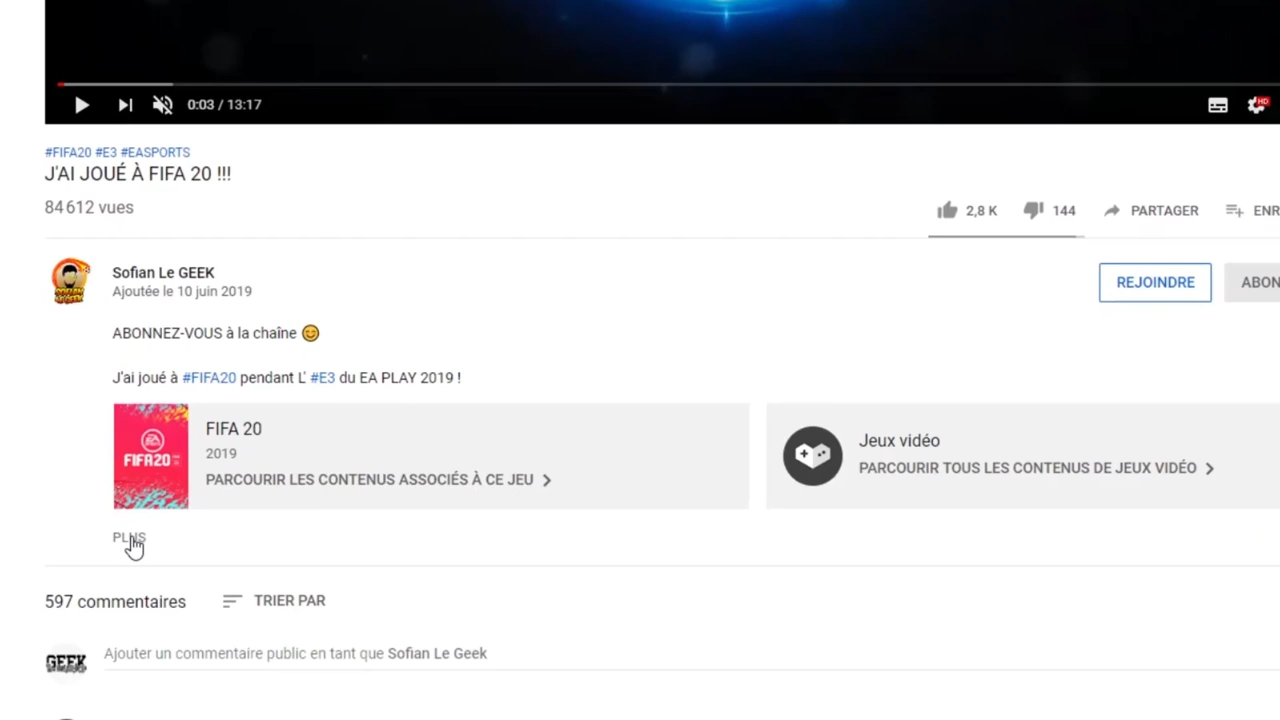 0:03 / 13:17
HD
#FIFA20 #E3 #EASPORTS
J'AI JOUÉ À FIFA 20 !!!
84 612 vues
2,8 K
144
PARTAGER
ENR
Sofian Le GEEK
Ajoutée le 10 juin 2019
REJOINDRE
ABON
ABONNEZ-VOUS à la chaîne 😊
J'ai joué à #FIFA20 pendant L' #E3 du EA PLAY 2019 !
EA SPORTS
FIFA20
FIFA 20
2019
PARCOURIR LES CONTENUS ASSOCIÉS À CE JEU
Jeux vidéo
PARCOURIR TOUS LES CONTENUS DE JEUX VIDÉO
PLUS
597 commentaires
TRIER PAR
GEEK
Ajouter un commentaire public en tant que Sofian Le Geek